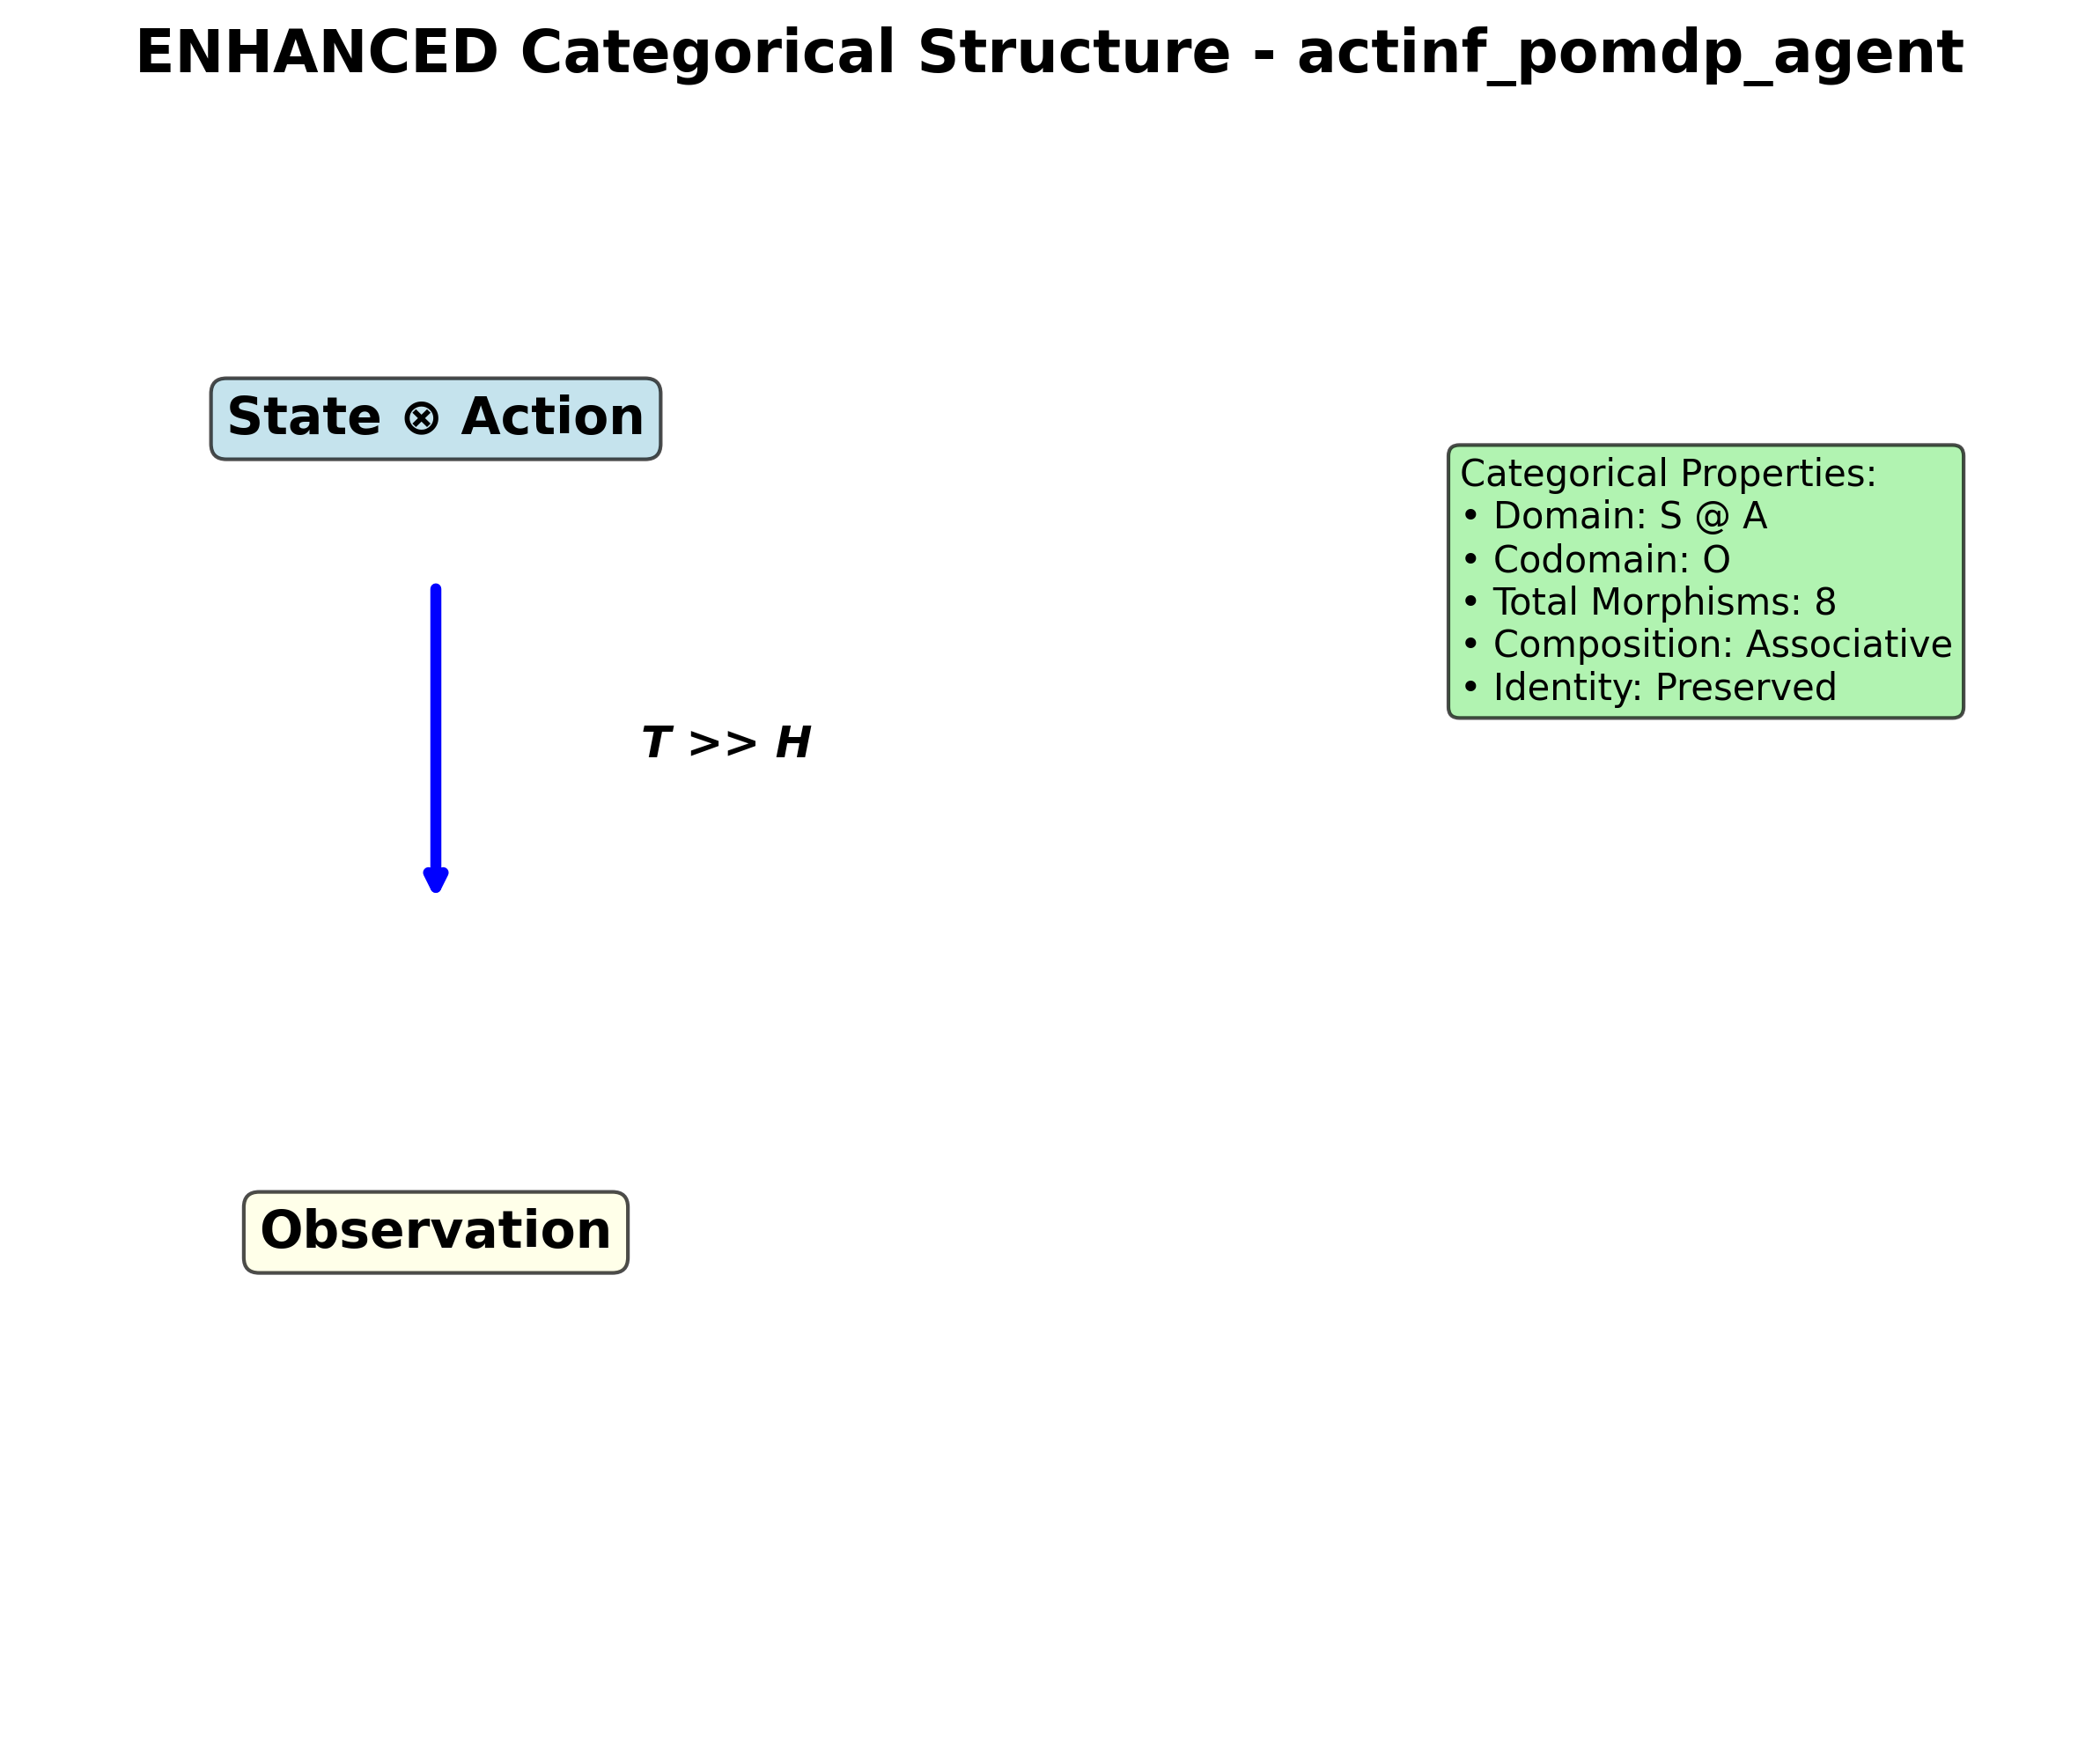 ENHANCED Categorical Structure - actinf_pomdp_agent
State ⊗ Action
Categorical Properties:
• Domain: S @ A
• Codomain: O
• Total Morphisms: 8
• Composition: Associative
• Identity: Preserved
T >> H
Observation